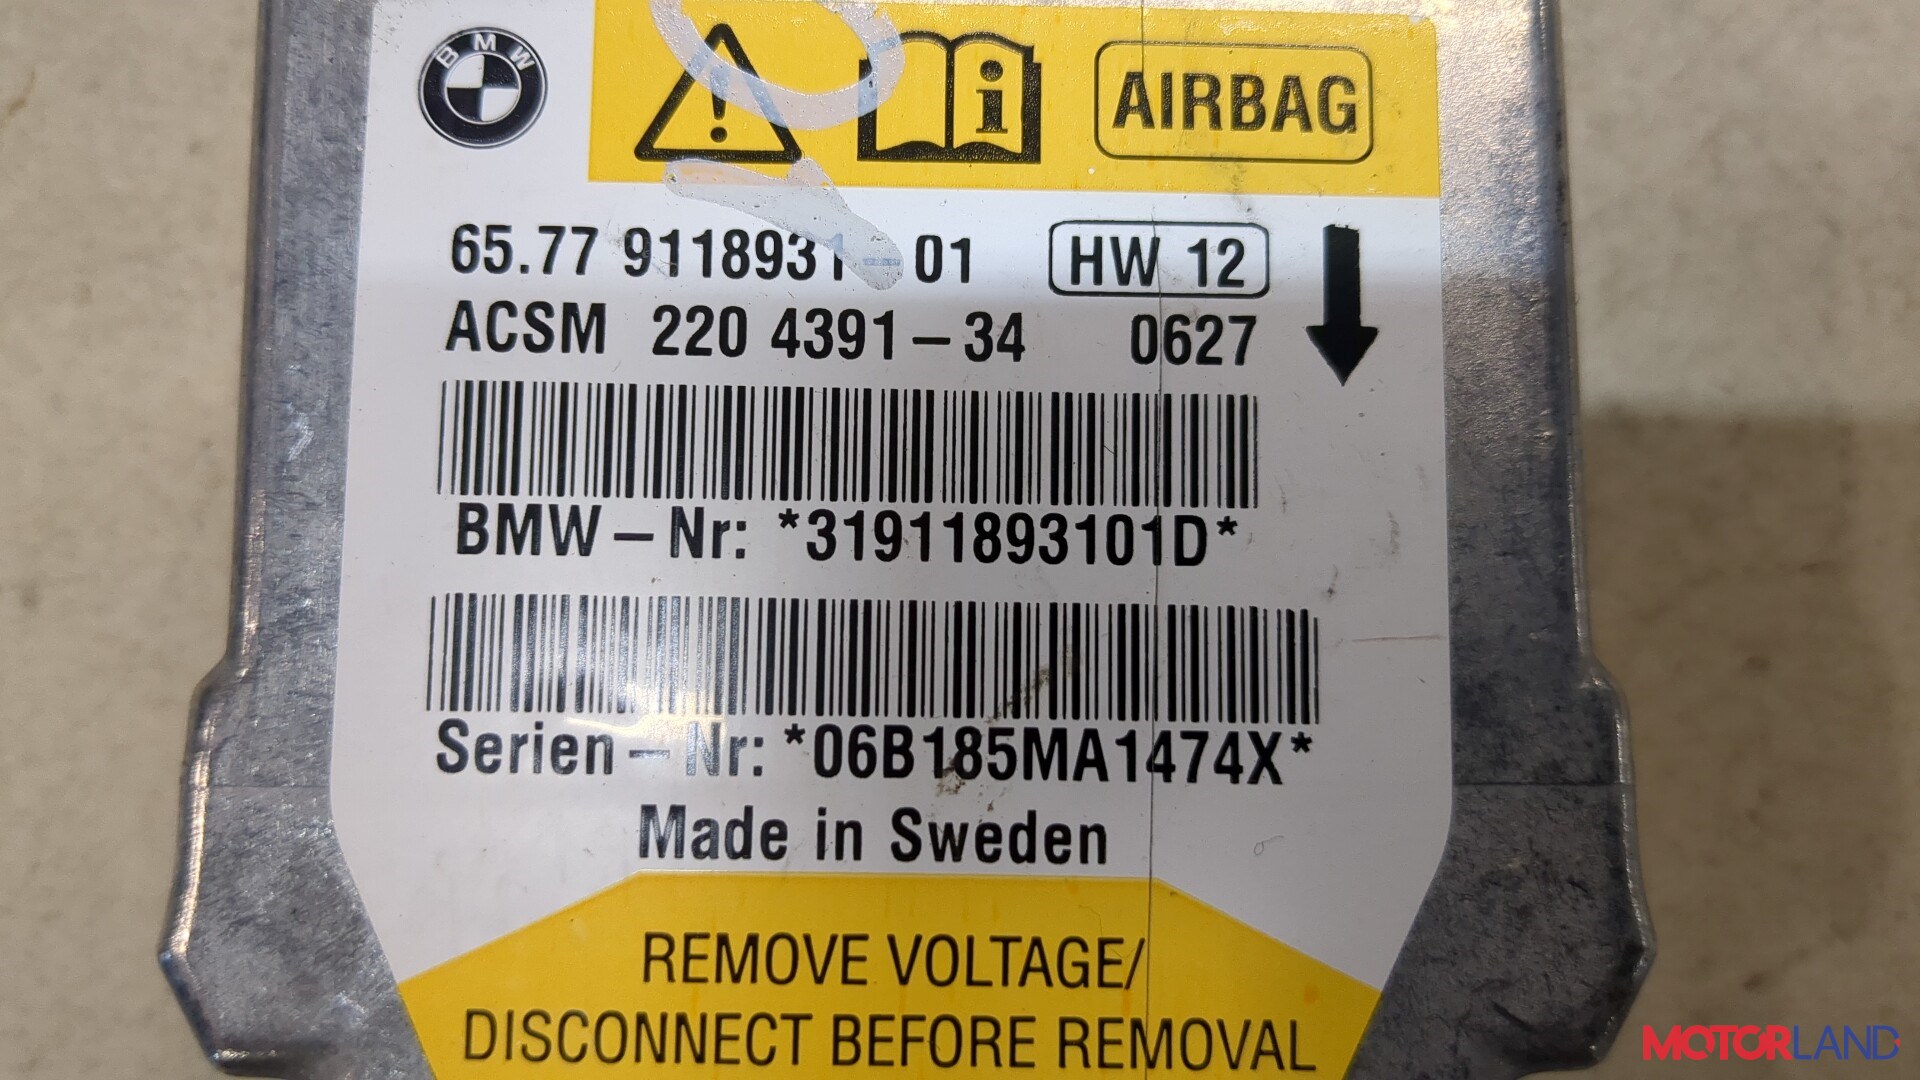 BMW
AIRBAG
65.77 9118931-01 HW 12
ACSM 220 4391-34 0627
BMW-Nr: *31911893101D*
Serien-Nr: *06B185MA1474X*
Made in Sweden
REMOVE VOLTAGE/
DISCONNECT BEFORE REMOVAL
MOTORLAND